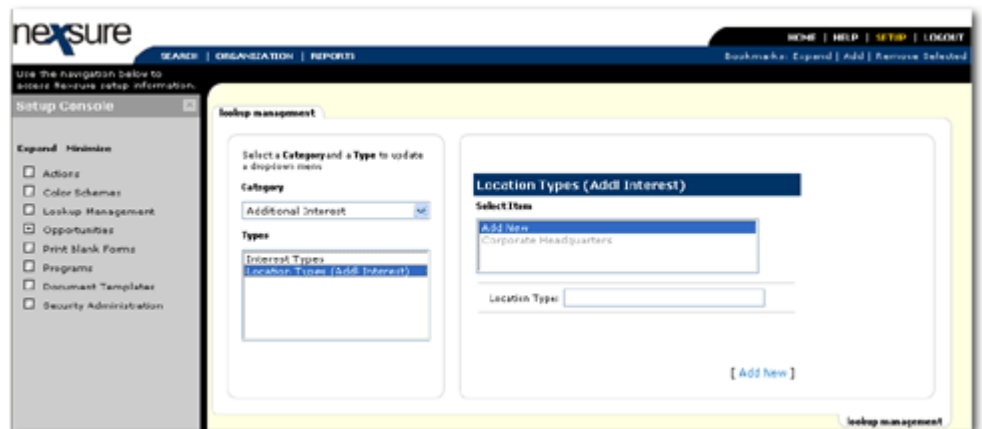 nexsure
HOME | HELP | SETUP | LOGOUT
SEARCH | ORGANIZATION | REPORTS
Bookmarks: Expand | Add | Remove Selected
Use the navigation below to
access Nexsure setup information.
Setup Console
lookup management
Expand Minimize
Actions
Color Schemes
Lookup Management
Opportunities
Print Blank Forms
Programs
Document Templates
Security Administration
Select a Category and a Type to update
a dropdown menu
Category
Additional Interest
Types
Interest Types
Location Types (Addl Interest)
Location Types (Addl Interest)
Select Item
Add New
Corporate Headquarters
Location Type:
[ Add New ]
lookup management